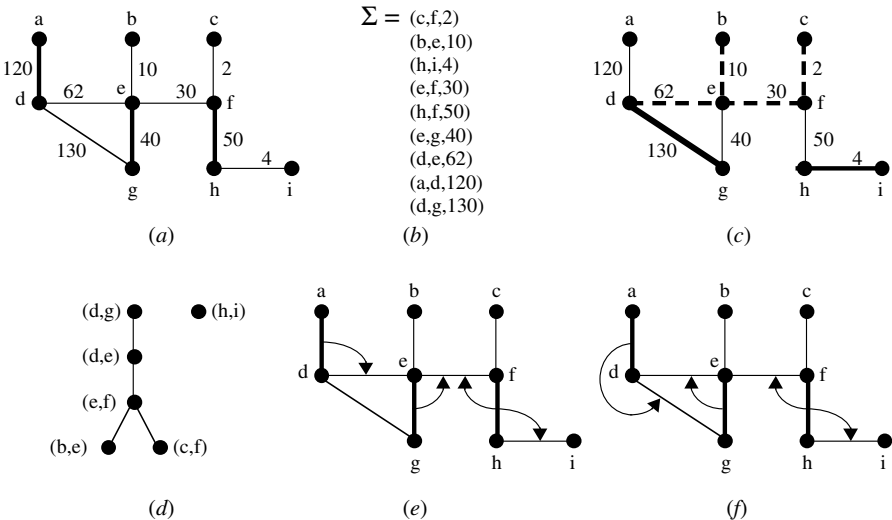 a b c
120 10 2
62 30
d e f
130 40 50
4
g h i
(a)
Σ = (c,f,2)
(b,e,10)
(h,i,4)
(e,f,30)
(h,f,50)
(e,g,40)
(d,e,62)
(a,d,120)
(d,g,130)
(b)
a b c
120 10 2
62 e 30
d f
130 40 50
4
g h i
(c)
(d,g) (h,i)
(d,e)
(e,f)
(b,e) (c,f)
(d)
a b c
d e f
g h i
(e)
a b c
d e f
g h i
(f)